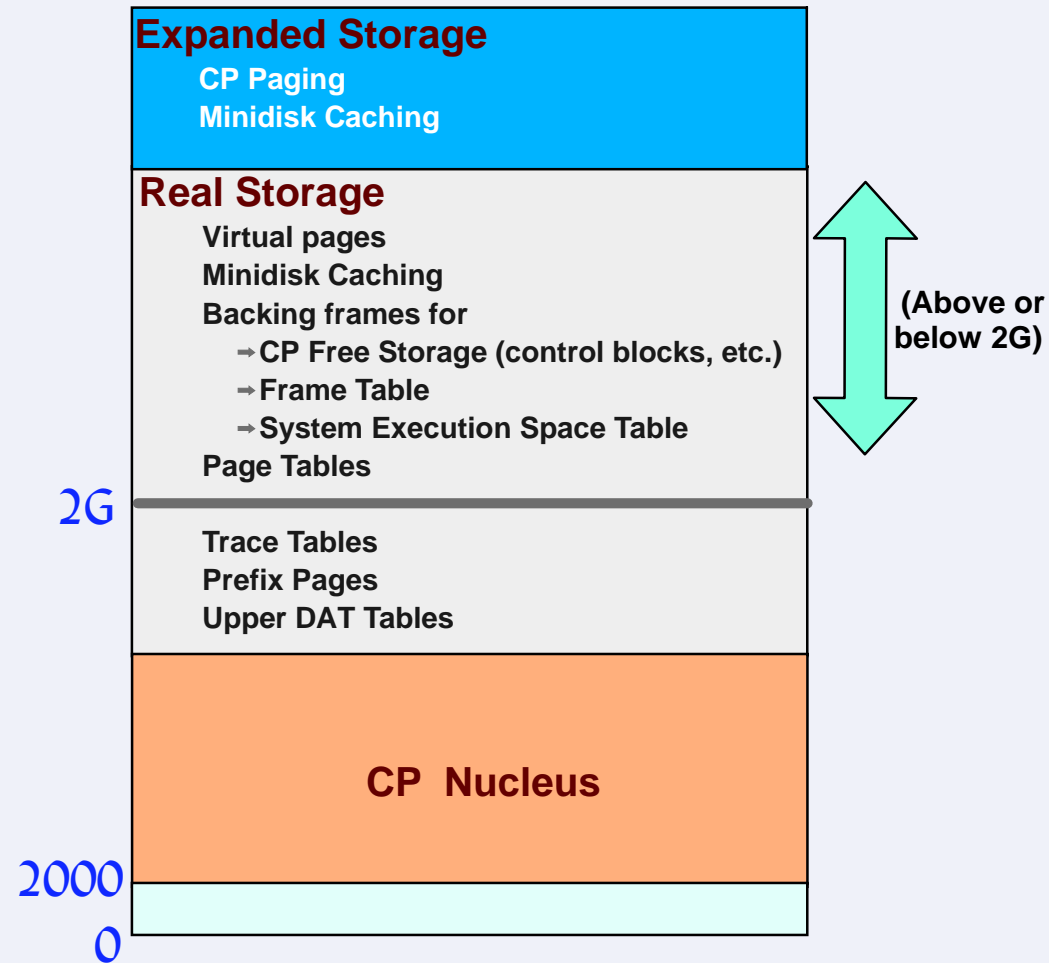 Expanded Storage
CP Paging
Minidisk Caching
Real Storage
Virtual pages
Minidisk Caching
Backing frames for
➞CP Free Storage (control blocks, etc.)
➞Frame Table
➞System Execution Space Table
Page Tables
(Above or
below 2G)
2G
Trace Tables
Prefix Pages
Upper DAT Tables
CP Nucleus
2000
0